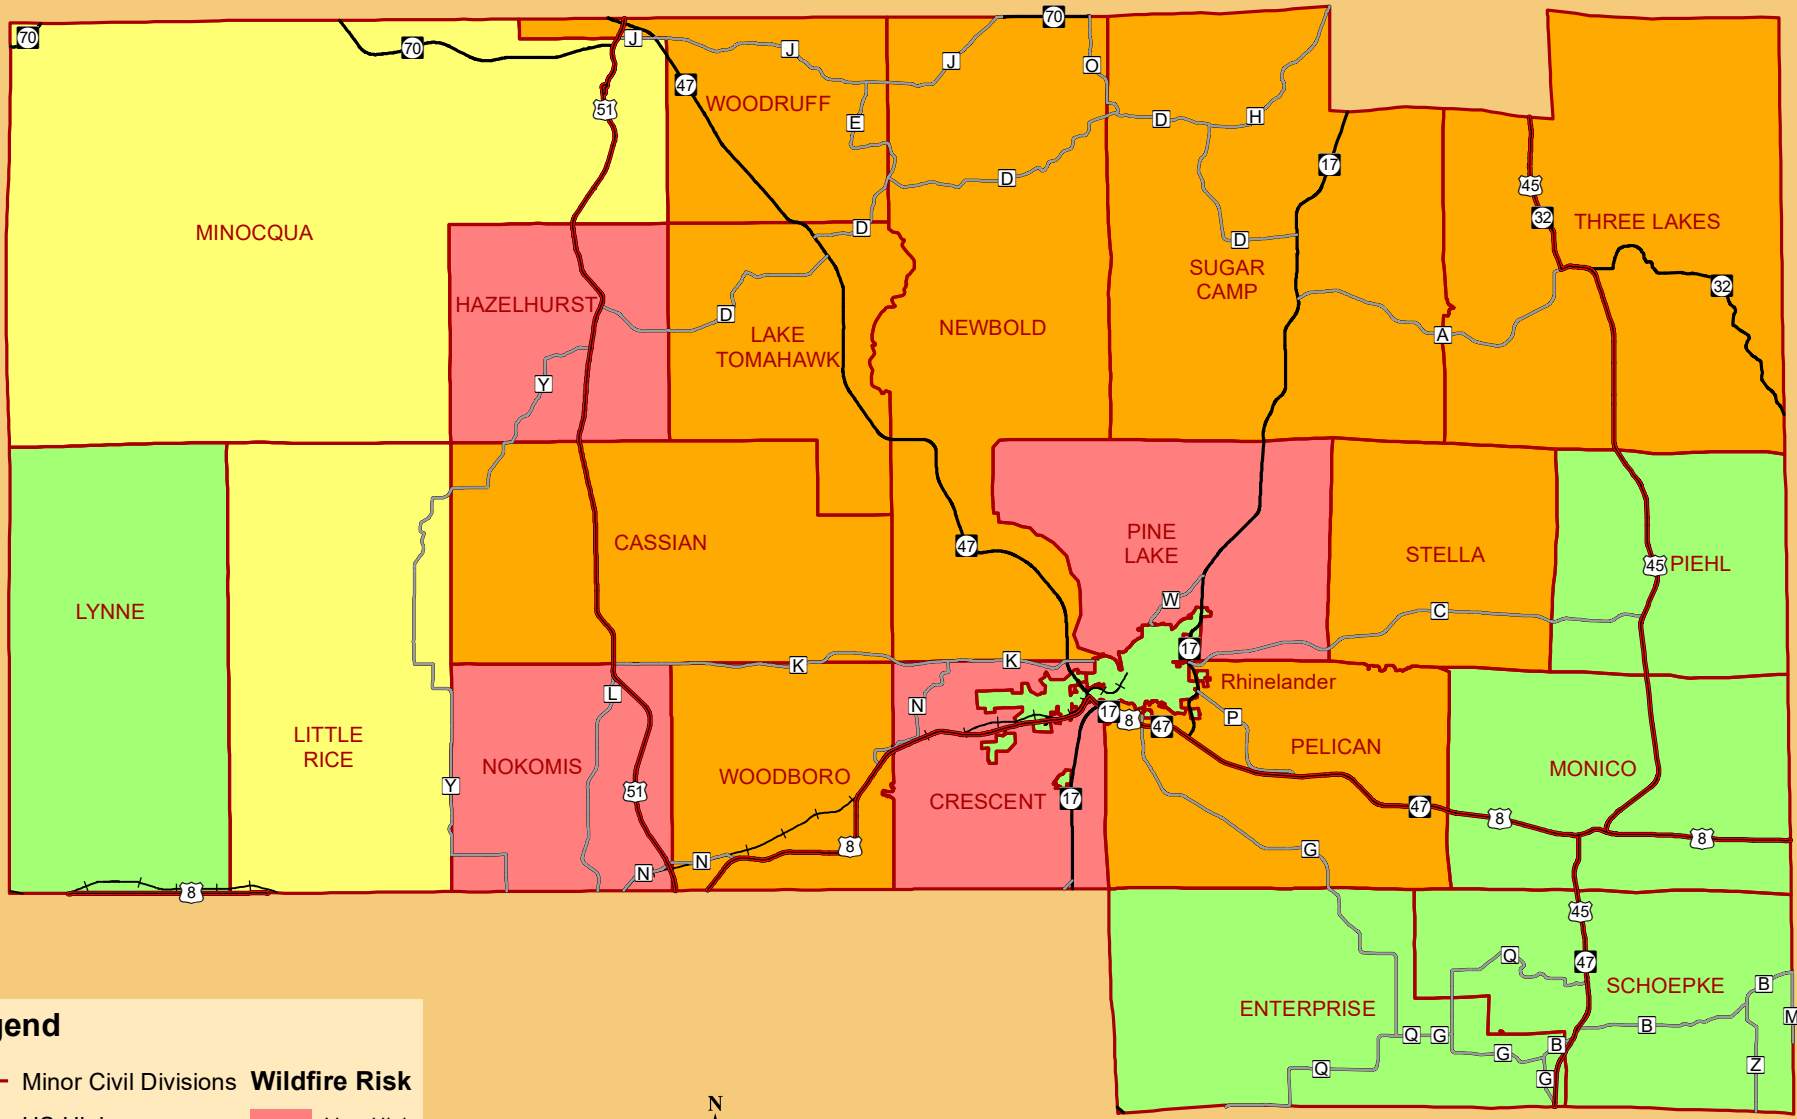 70
70
70
J
J
J
O
51
47
WOODRUFF
E
D
H
17
D
45
32
THREE LAKES
MINOCQUA
D
D
SUGAR
CAMP
32
HAZELHURST
D
LAKE
TOMAHAWK
NEWBOLD
A
Y
CASSIAN
47
PINE
LAKE
STELLA
45
PIEHL
LYNNE
W
C
K
K
17
L
Rhinelander
N
17
8
47
P
LITTLE
RICE
NOKOMIS
WOODBORO
PELICAN
MONICO
Y
51
CRESCENT
17
47
8
8
8
N
N
G
8
45
Q
47
SCHOEPKE
B
ENTERPRISE
M
Q
G
B
B
G
Q
G
Z
gend
Minor Civil Divisions
Wildfire Risk
N